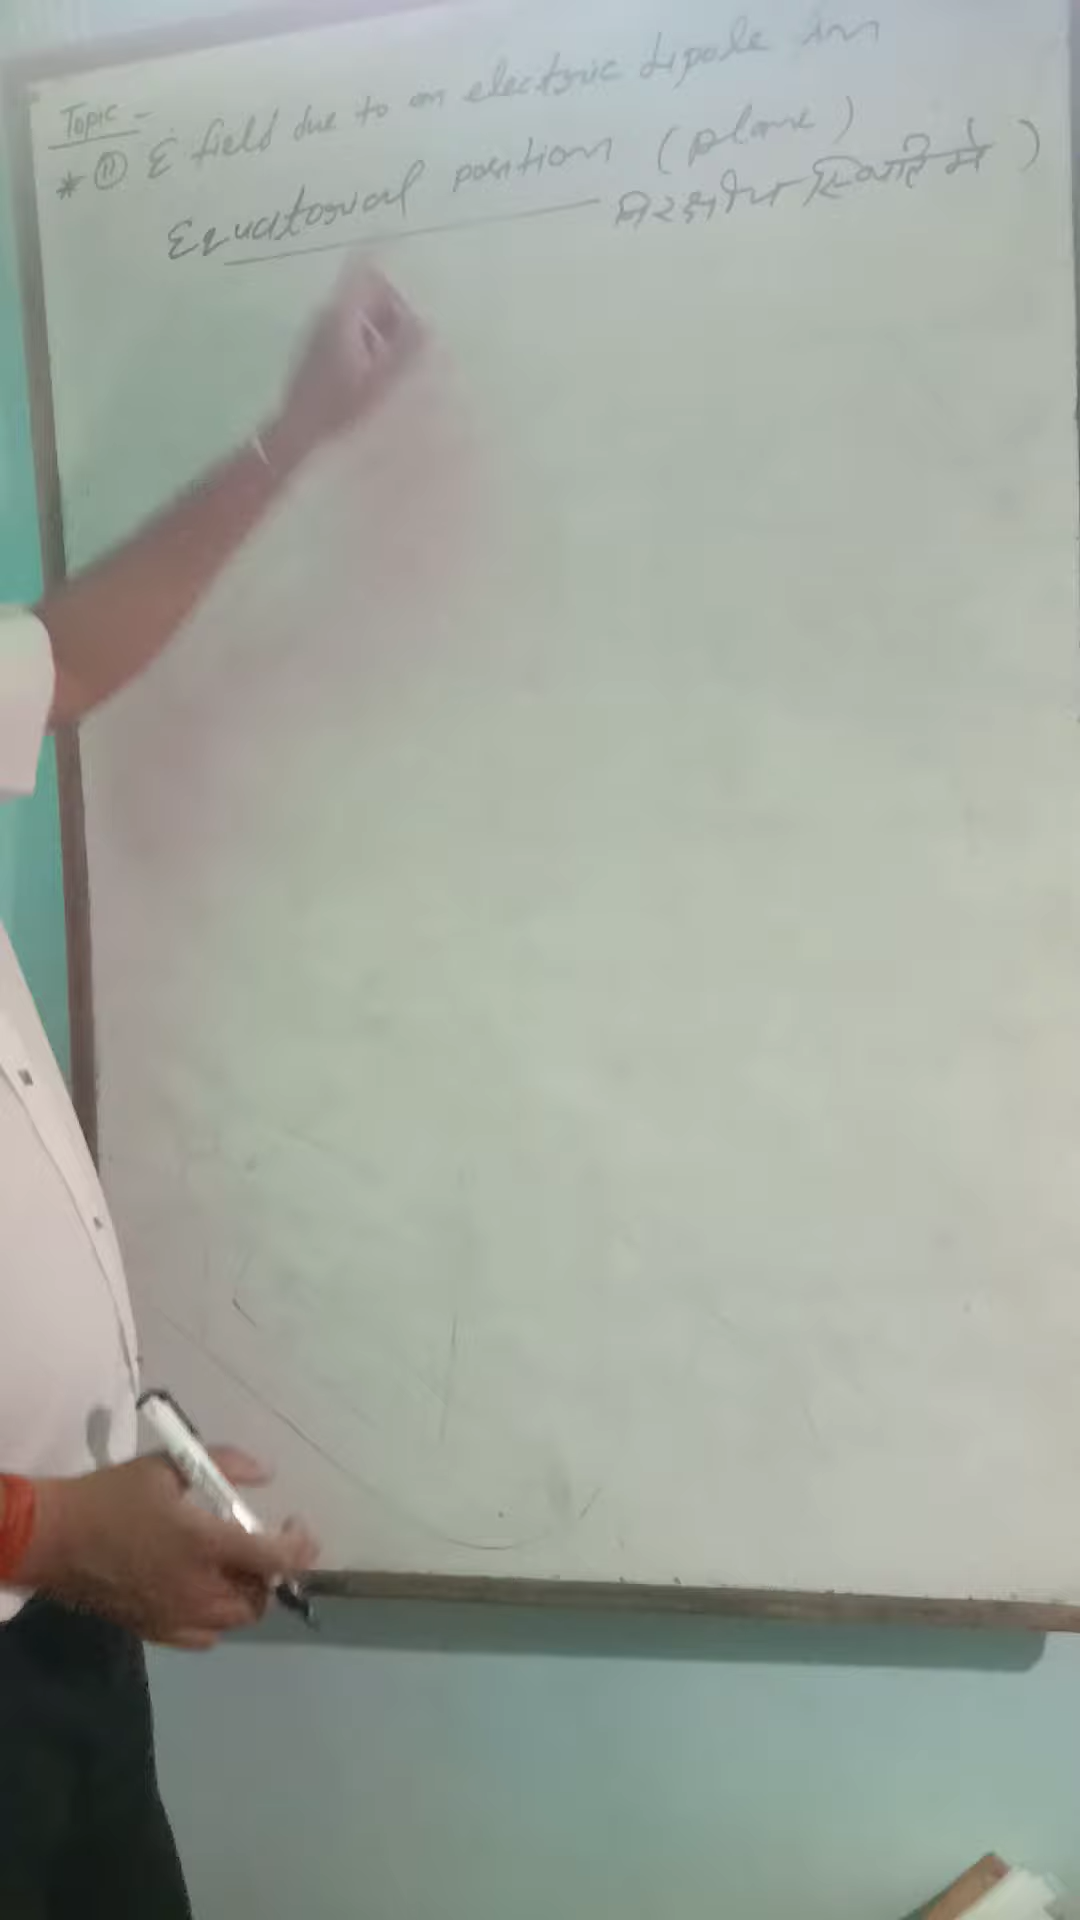 Topic -
* (11) E field due to an electric dipole in
Equatorial position (plane)
निरक्षीय स्थिति में)